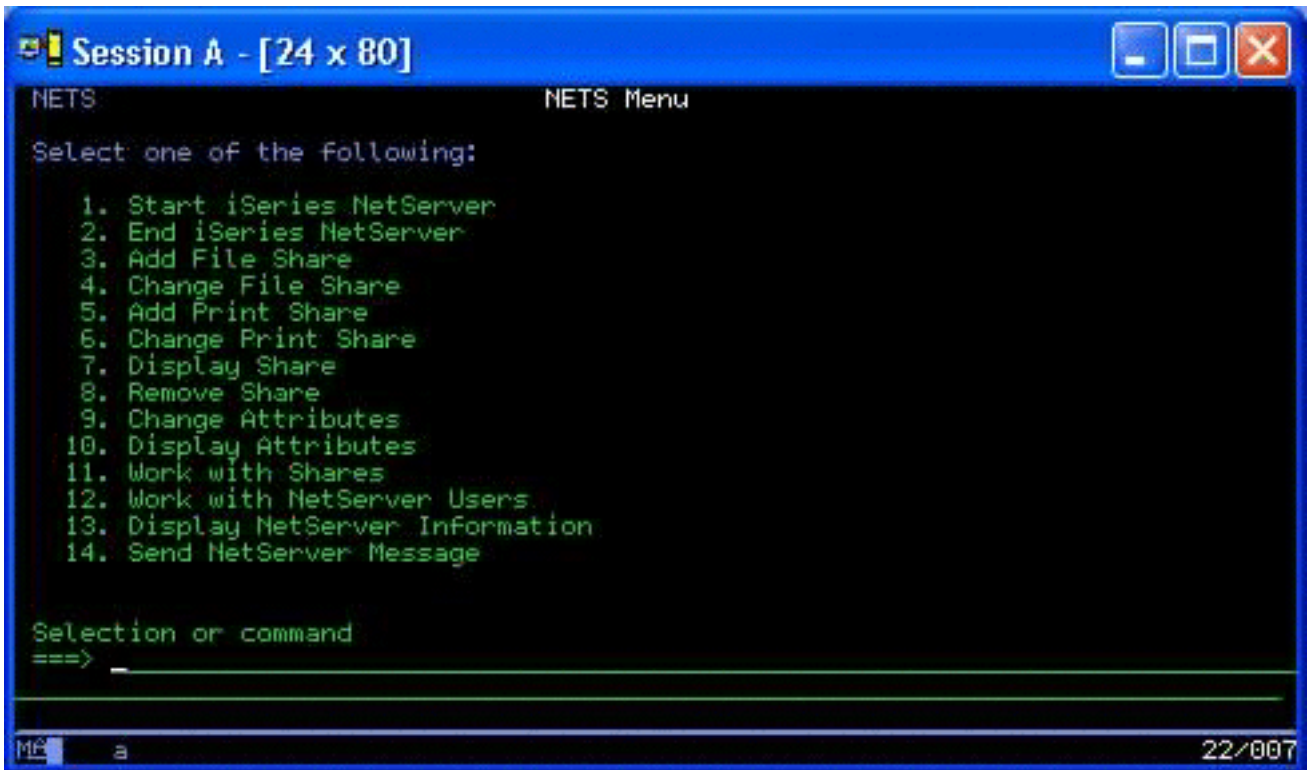 Session A - [24 x 80]
NETS NETS Menu
Select one of the following:
1. Start iSeries NetServer
2. End iSeries NetServer
3. Add File Share
4. Change File Share
5. Add Print Share
6. Change Print Share
7. Display Share
8. Remove Share
9. Change Attributes
10. Display Attributes
11. Work with Shares
12. Work with NetServer Users
13. Display NetServer Information
14. Send NetServer Message
Selection or command
===> _
MA a 22/007